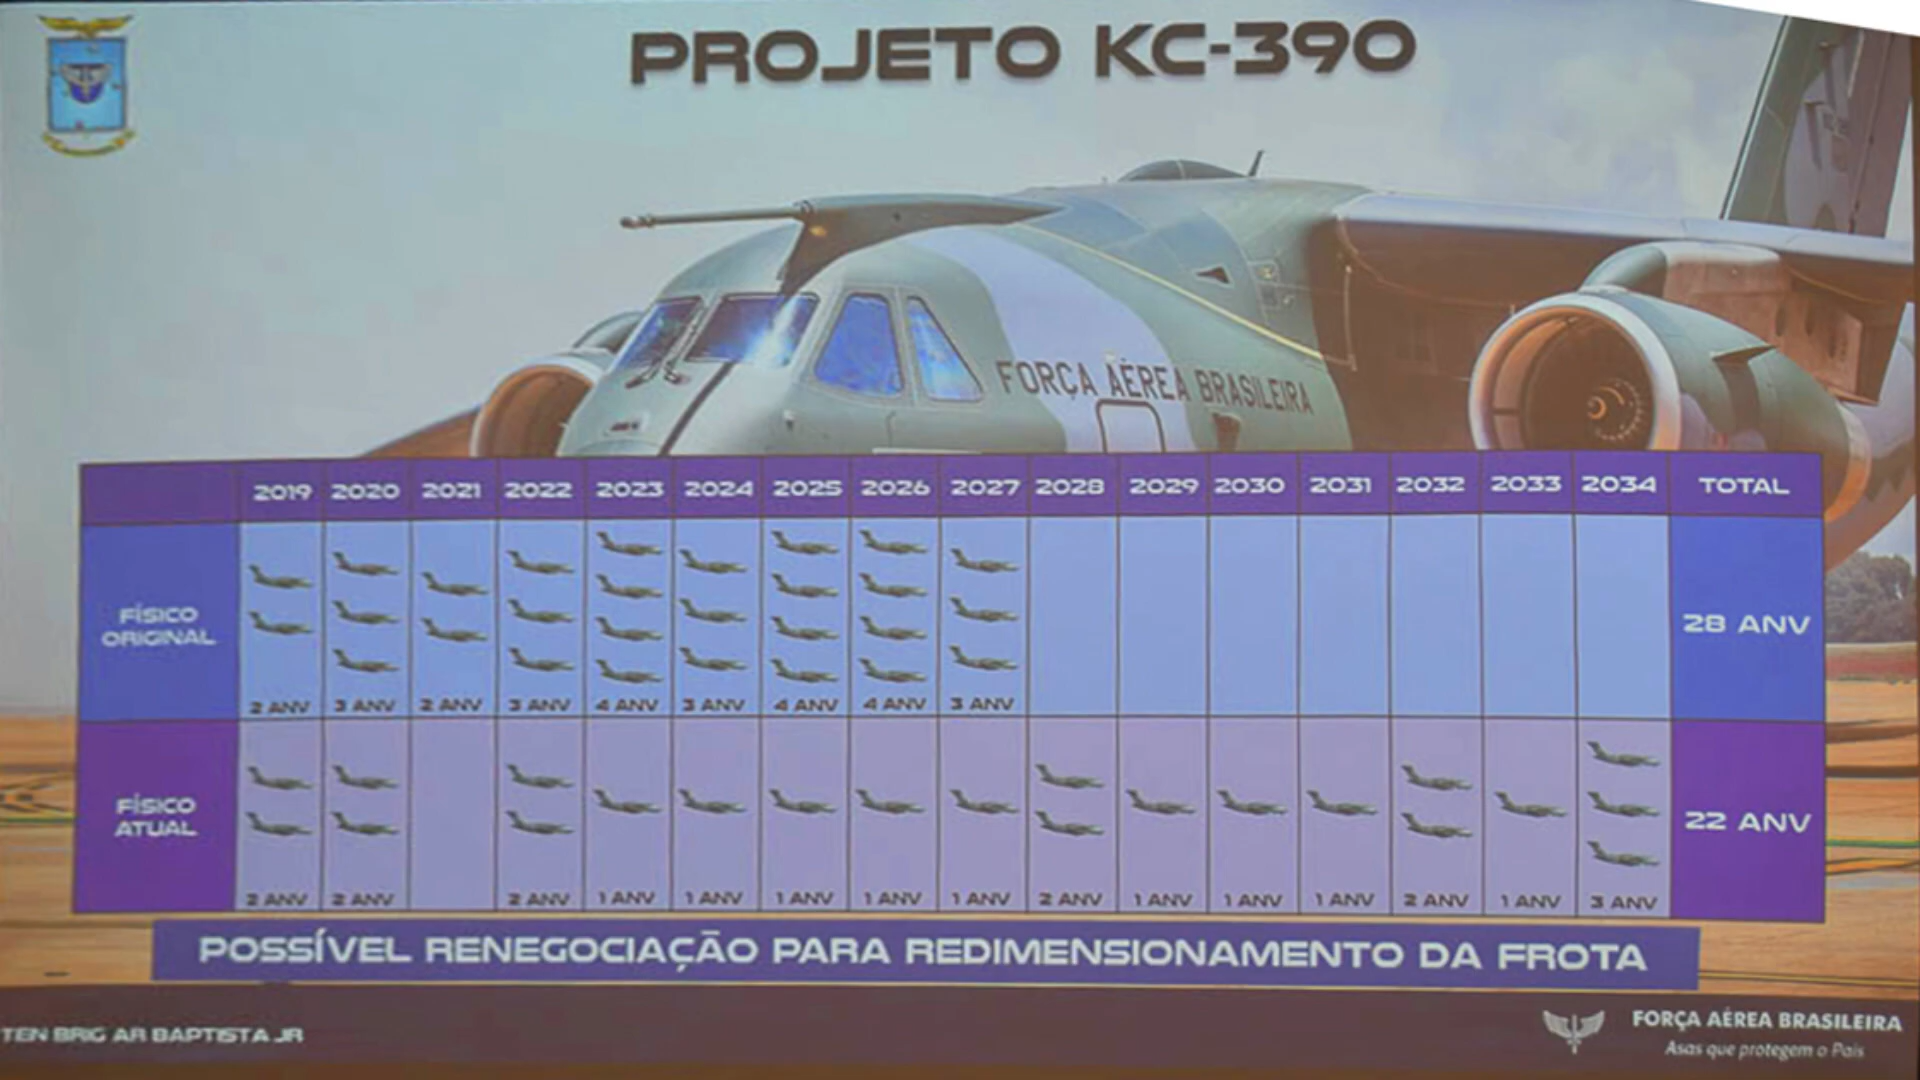 PROJETO KC-390
FORÇA AÉREA BRASILEIRA
2019 2020 2021 2022 2023 2024 2025 2026 2027 2028 2029 2030 2031 2032 2033 2034 TOTAL
FÍSICO
ORIGINAL
28 ANV
2 ANV 3 ANV 2 ANV 3 ANV 4 ANV 3 ANV 4 ANV 4 ANV 3 ANV
FÍSICO
ATUAL
22 ANV
2 ANV 2 ANV 2 ANV 1 ANV 1 ANV 1 ANV 1 ANV 1 ANV 2 ANV 1 ANV 1 ANV 1 ANV 2 ANV 1 ANV 3 ANV
POSSÍVEL RENEGOCIAÇÃO PARA REDIMENSIONAMENTO DA FROTA
TEN BRIG AR BAPTISTA JR
FORÇA AÉREA BRASILEIRA
Asas que protegem o País